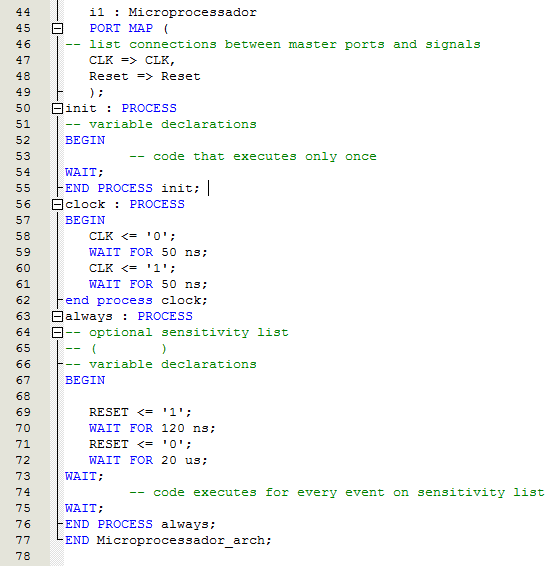 44 i1 : Microprocessador
45 PORT MAP (
46 -- list connections between master ports and signals
47 CLK => CLK,
48 Reset => Reset
49 );
50 init : PROCESS
51 -- variable declarations
52 BEGIN
53 -- code that executes only once
54 WAIT;
55 END PROCESS init;
56 clock : PROCESS
57 BEGIN
58 CLK <= '0';
59 WAIT FOR 50 ns;
60 CLK <= '1';
61 WAIT FOR 50 ns;
62 end process clock;
63 always : PROCESS
64 -- optional sensitivity list
65 -- (        )
66 -- variable declarations
67 BEGIN
68
69 RESET <= '1';
70 WAIT FOR 120 ns;
71 RESET <= '0';
72 WAIT FOR 20 us;
73 WAIT;
74 -- code executes for every event on sensitivity list
75 WAIT;
76 END PROCESS always;
77 END Microprocessador_arch;
78